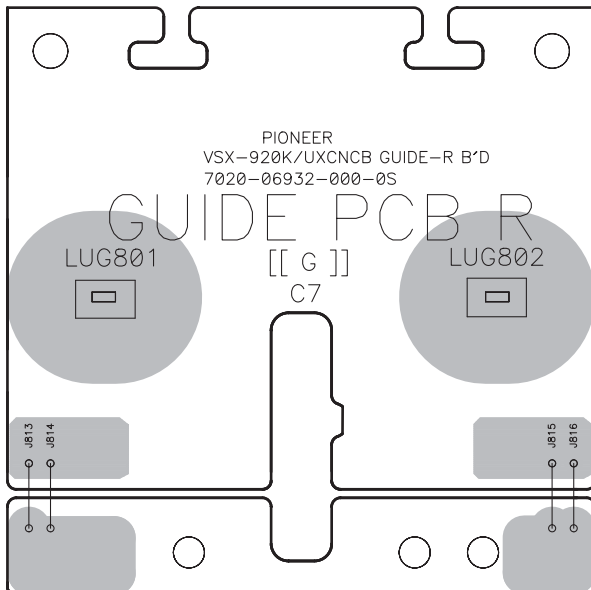 PIONEER
VSX-920K/UXCNCB GUIDE-R B'D
7020-06932-000-0S
GUIDE PCB R
LUG801
[[ G ]]
LUG802
C7
J813
J814
J815
J816